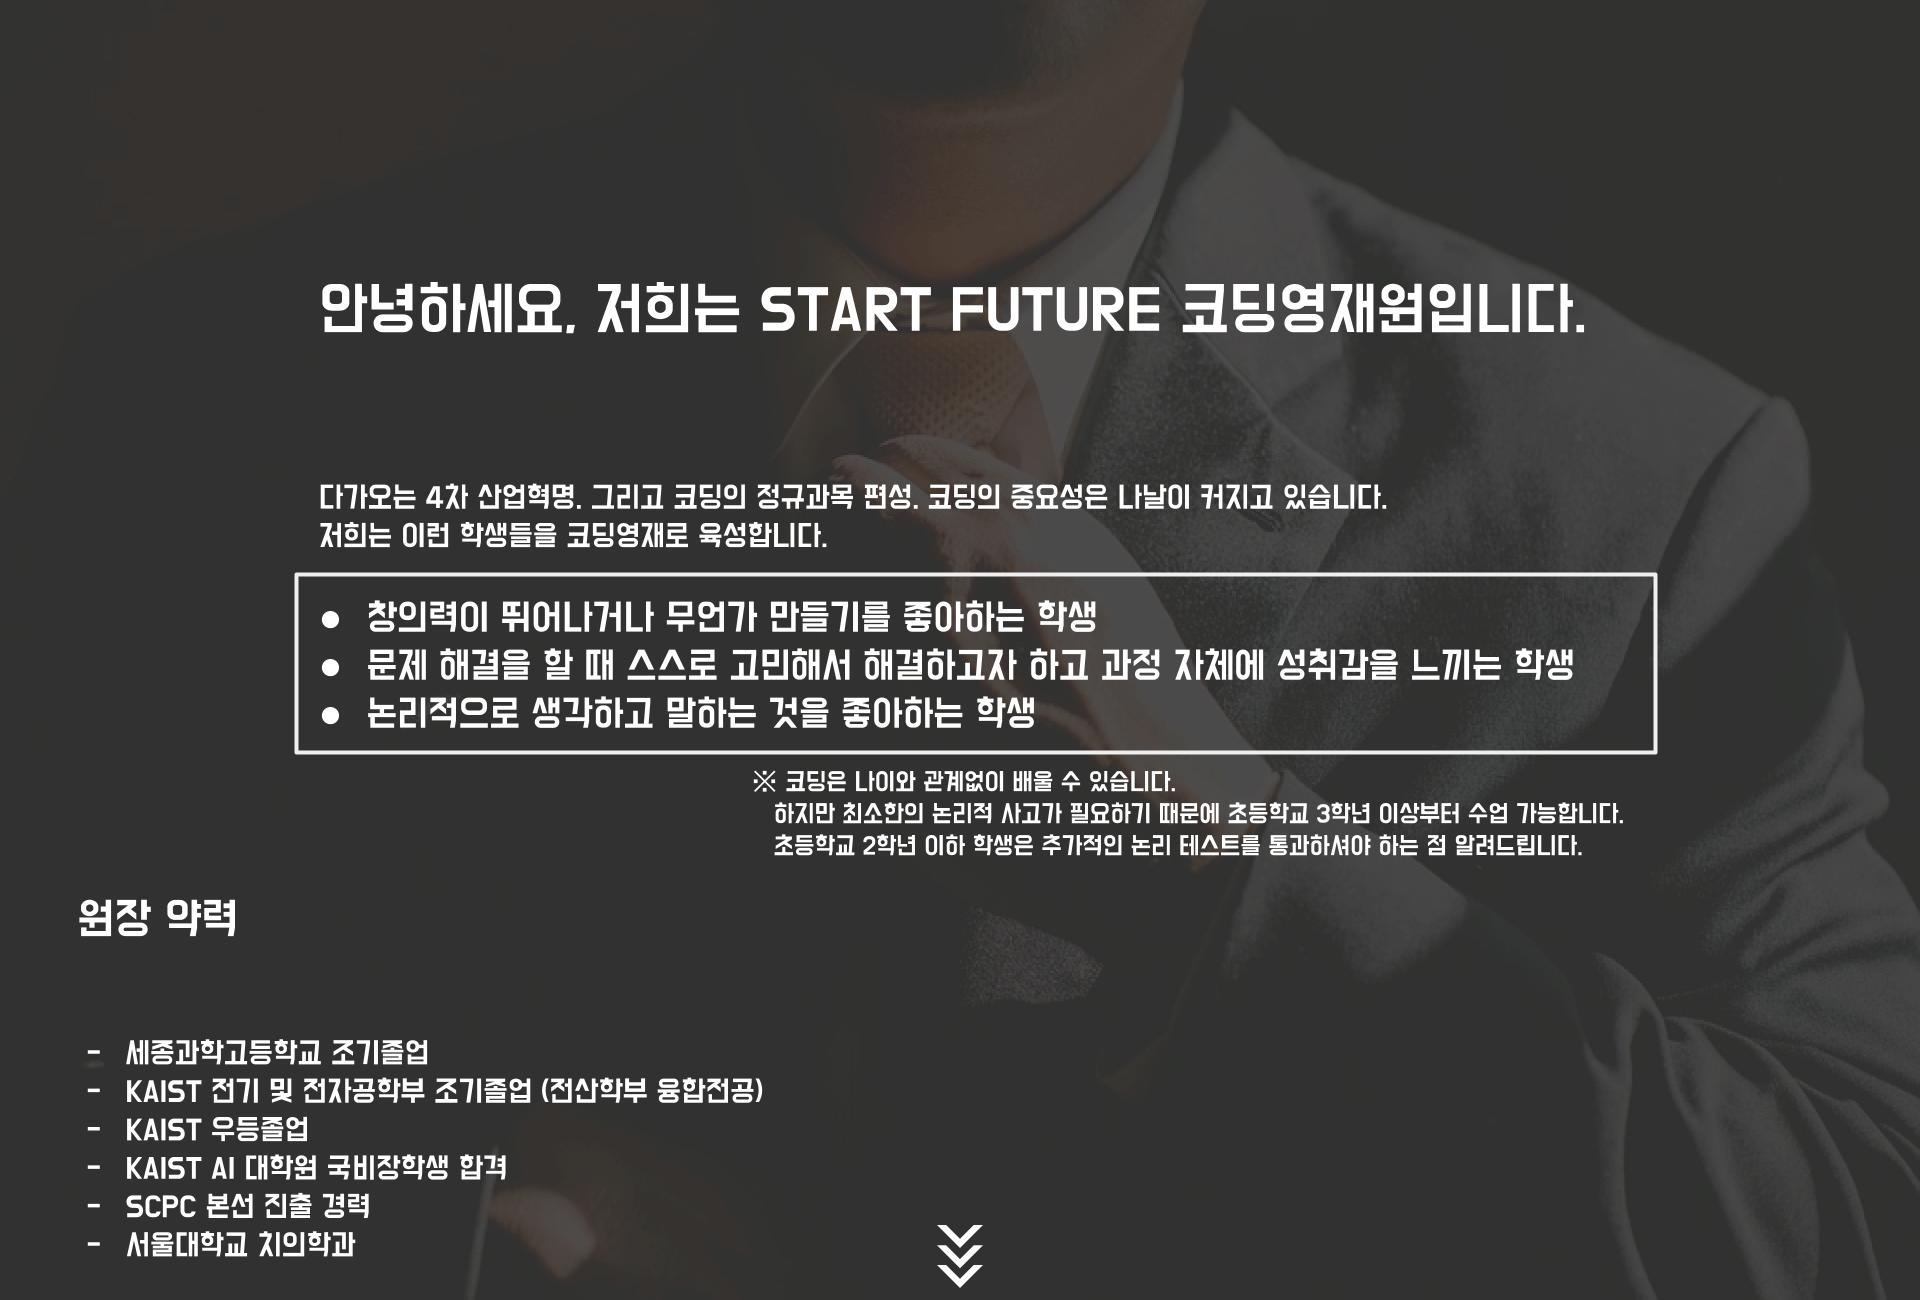 안녕하세요, 저희는 START FUTURE 코딩영재원입니다.
다가오는 4차 산업혁명. 그리고 코딩의 정규과목 편성. 코딩의 중요성은 나날이 커지고 있습니다.
저희는 이런 학생들을 코딩영재로 육성합니다.
● 창의력이 뛰어나거나 무언가 만들기를 좋아하는 학생
● 문제 해결을 할 때 스스로 고민해서 해결하고자 하고 과정 자체에 성취감을 느끼는 학생
● 논리적으로 생각하고 말하는 것을 좋아하는 학생
※ 코딩은 나이와 관계없이 배울 수 있습니다.
하지만 최소한의 논리적 사고가 필요하기 때문에 초등학교 3학년 이상부터 수업 가능합니다.
초등학교 2학년 이하 학생은 추가적인 논리 테스트를 통과하셔야 하는 점 알려드립니다.
원장 약력
- 세종과학고등학교 조기졸업
- KAIST 전기 및 전자공학부 조기졸업 (전산학부 융합전공)
- KAIST 우등졸업
- KAIST AI 대학원 국비장학생 합격
- SCPC 본선 진출 경력
- 서울대학교 치의학과